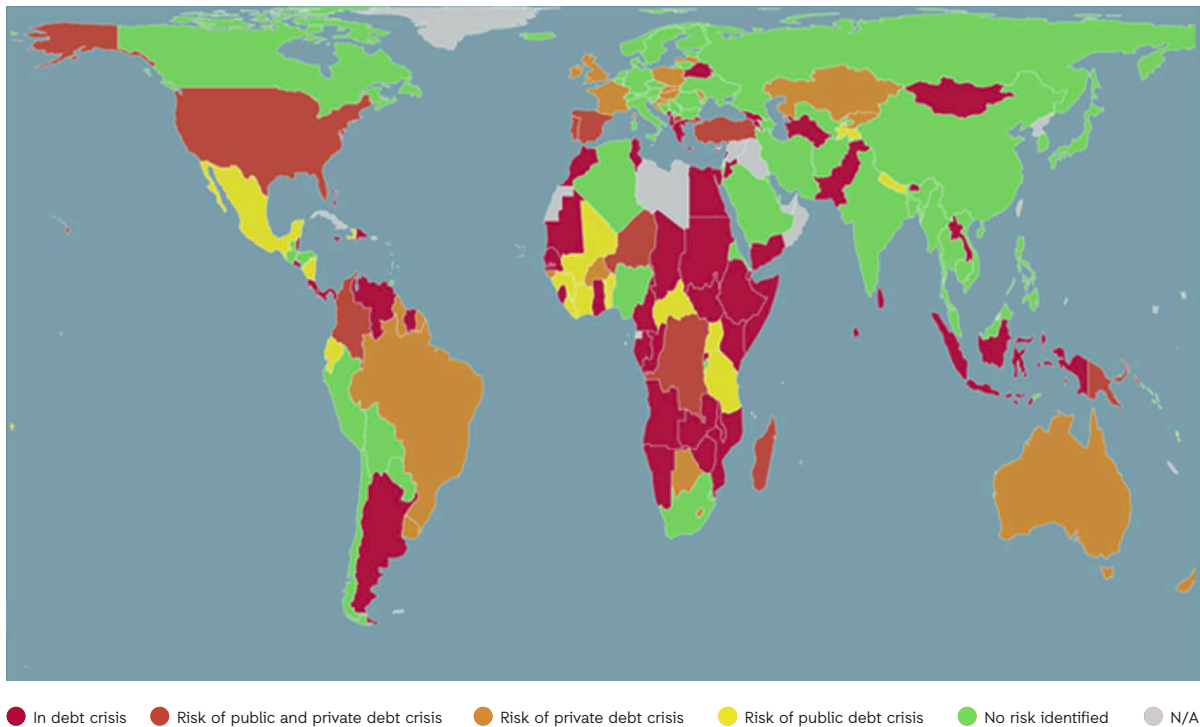 In debt crisis Risk of public and private debt crisis Risk of private debt crisis Risk of public debt crisis No risk identified N/A